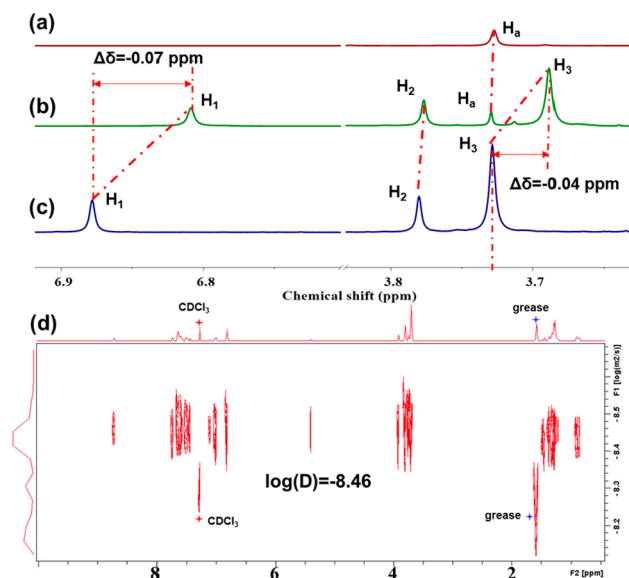 (a)
Hₐ
Δδ=-0.07 ppm
H₃
H₂
Hₐ
(b)
H₁
H₃
Δδ=-0.04 ppm
(c)
H₁
H₂
6.9 6.8 3.8 3.7
Chemical shift (ppm)
(d)
CDCl₃
grease
F1 [log(m2/s)]
-8.5
-8.4
log(D)=-8.46
-8.3
CDCl₃
grease
-8.2
8 6 4 2
F2 [ppm]